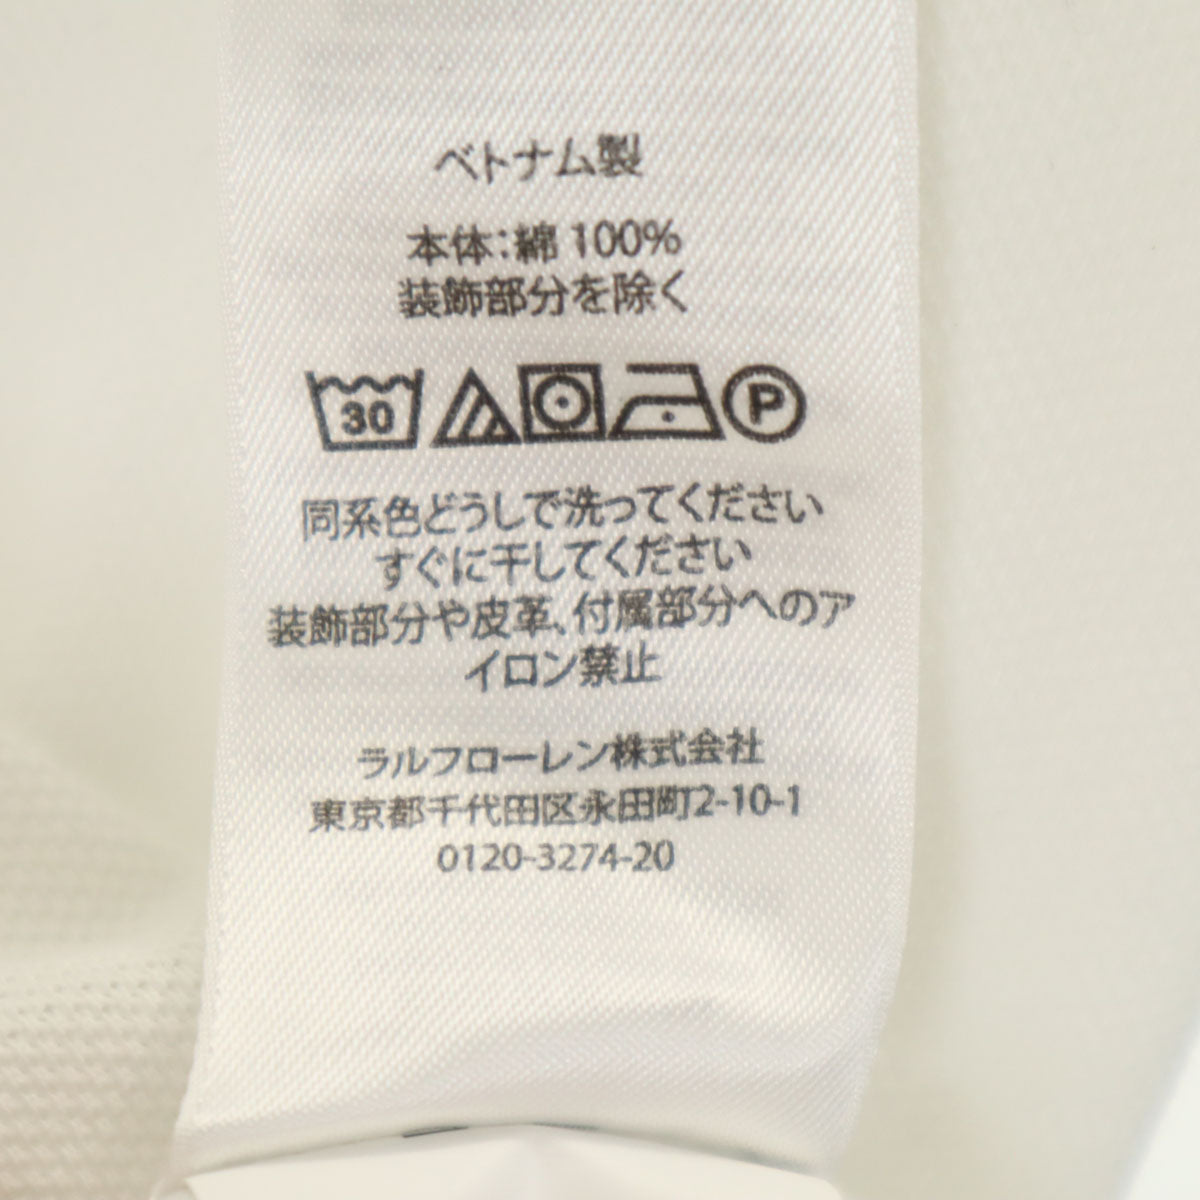 ベトナム製
本体:綿 100%
装飾部分を除く
30 P
同系色どうしで洗ってください
すぐに干してください
装飾部分や皮革、付属部分へのア
イロン禁止
ラルフローレン株式会社
東京都千代田区永田町2-10-1
0120-3274-20